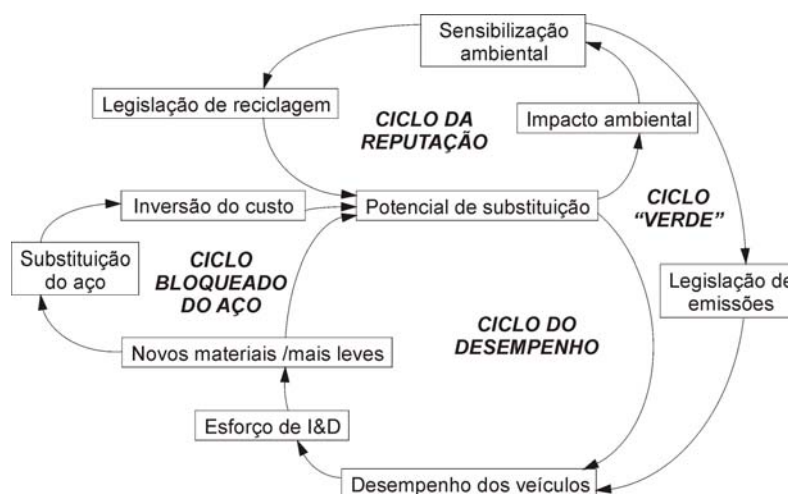 Sensibilização
ambiental
Legislação de reciclagem
CICLO DA
REPUTAÇÃO
Impacto ambiental
Inversão do custo
Potencial de substituição
CICLO
“VERDE”
Substituição
do aço
CICLO
BLOQUEADO
DO AÇO
Legislação de
emissões
CICLO DO
DESEMPENHO
Novos materiais /mais leves
Esforço de I&D
Desempenho dos veículos